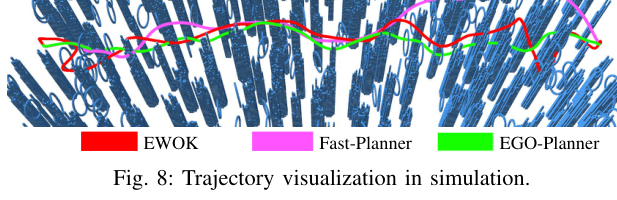 EWOK Fast-Planner EGO-Planner
Fig. 8: Trajectory visualization in simulation.